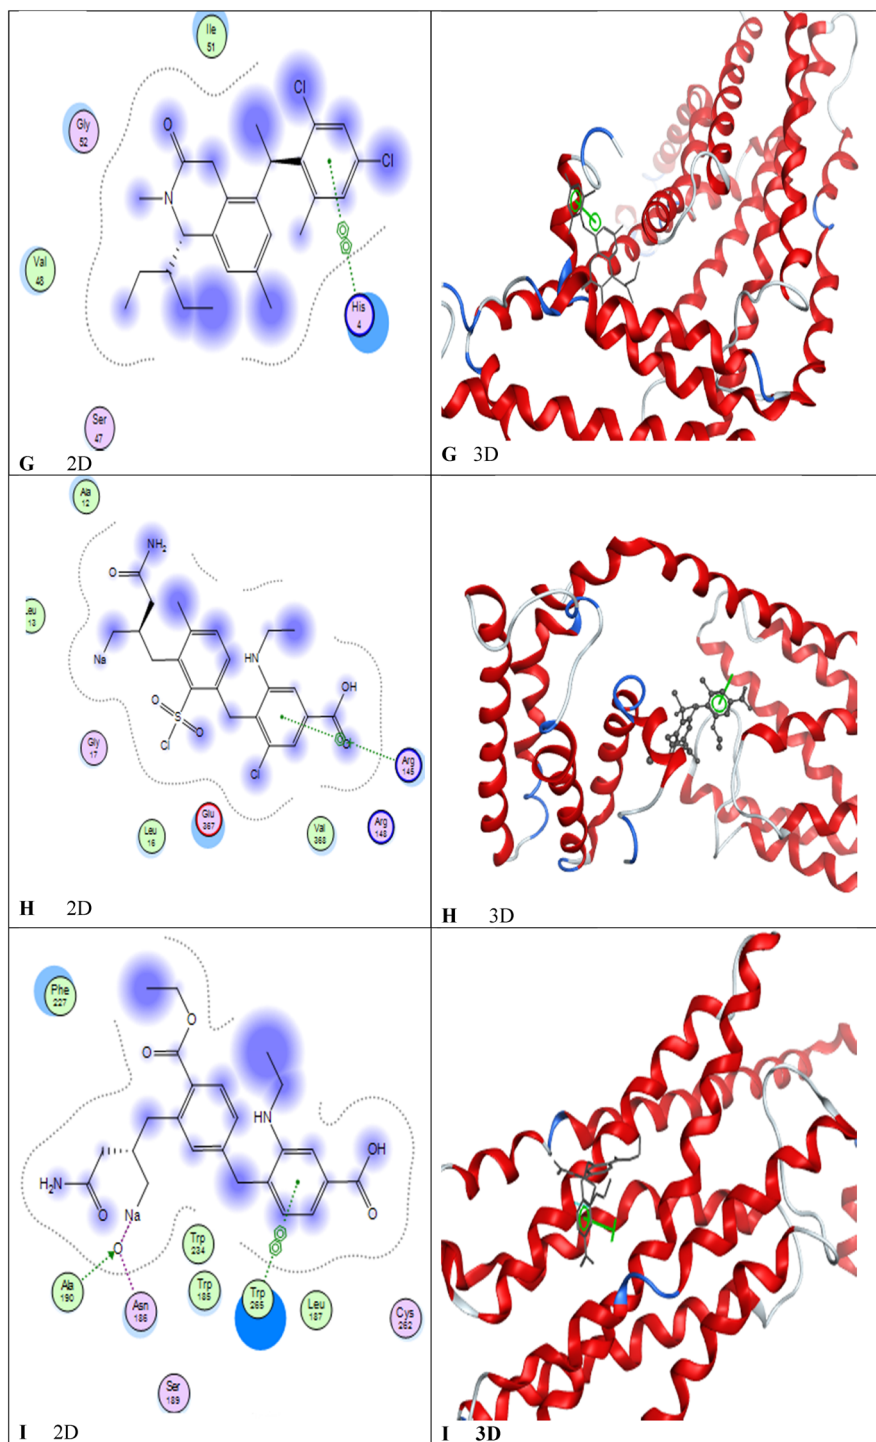 Ile
51
Gly
52
Cl
O
Cl
N
Val
48
His
4
Ser
47
G 2D
G 3D
Ala
12
NH2
O
Leu
13
Na
HN
O
S
O
OH
O
Cl
Cl
Gly
17
Arg
145
Leu
16
Glu
367
Val
368
Arg
148
H 2D
H 3D
Phe
227
O
O
HN
OH
H2N
O
Na
O
O
Trp
234
Ala
190
Asn
186
Trp
185
Trp
265
Leu
187
Cys
262
Ser
189
I 2D
I 3D